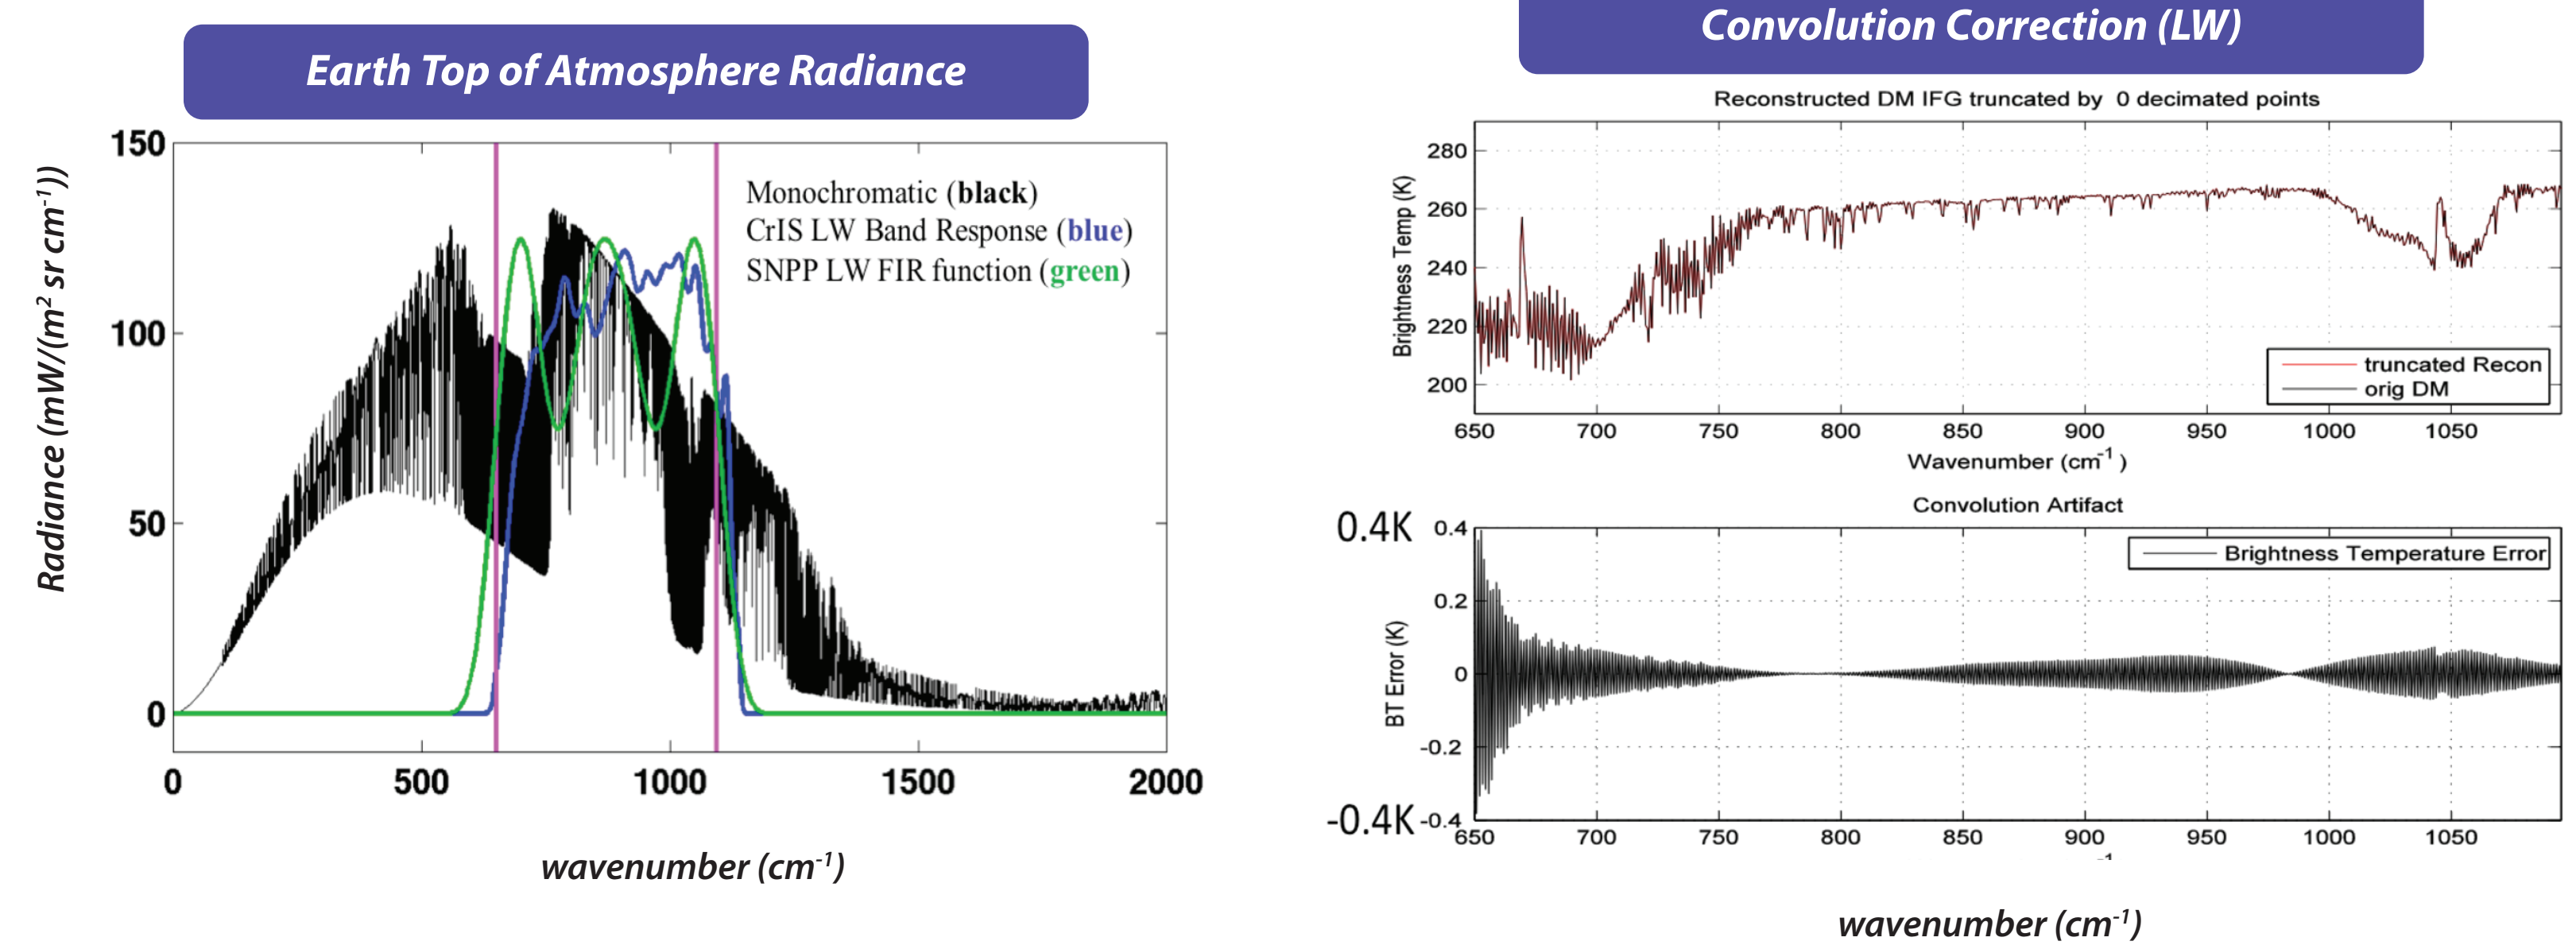 Earth Top of Atmosphere Radiance
150
100
50
0
Radiance (mW/(m² sr cm⁻¹))
Monochromatic (black)
CrIS LW Band Response (blue)
SNPP LW FIR function (green)
0 500 1000 1500 2000
wavenumber (cm⁻¹)
Convolution Correction (LW)
Reconstructed DM IFG truncated by 0 decimated points
280
260
240
220
200
Brightness Temp (K)
truncated Recon
orig DM
650 700 750 800 850 900 950 1000 1050
Wavenumber (cm⁻¹)
Convolution Artifact
0.4K
0.4
0.2
0
-0.2
-0.4K
-0.4
BT Error (K)
Brightness Temperature Error
650 700 750 800 850 900 950 1000 1050
-1
wavenumber (cm⁻¹)